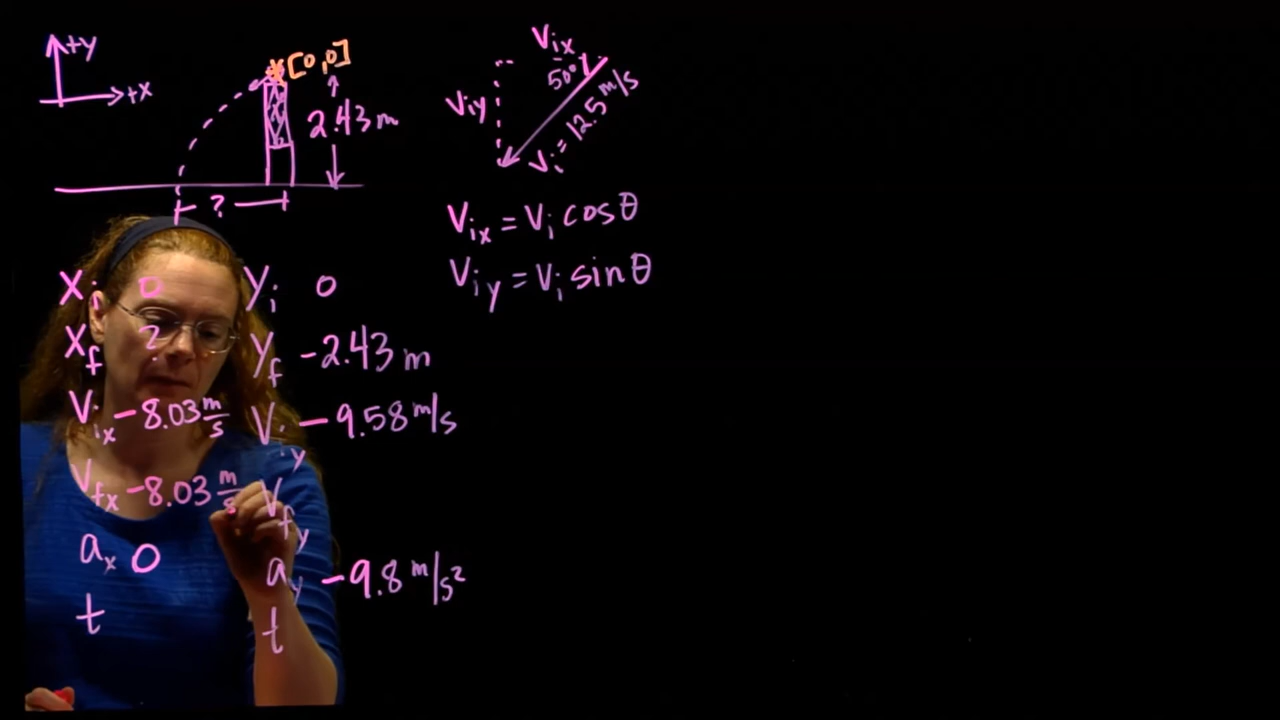 +y
+x
[0,0]
2.43 m
?
Vix
50°
Viy
Vi = 12.5 m/s
Vix = Vi cos θ
Viy = Vi sin θ
Xi 0 Yi 0
Xf ? Yf -2.43 m
Vix -8.03 m/s Viy -9.58 m/s
Vfx -8.03 m/s Vfy
ax 0 ay -9.8 m/s²
t t